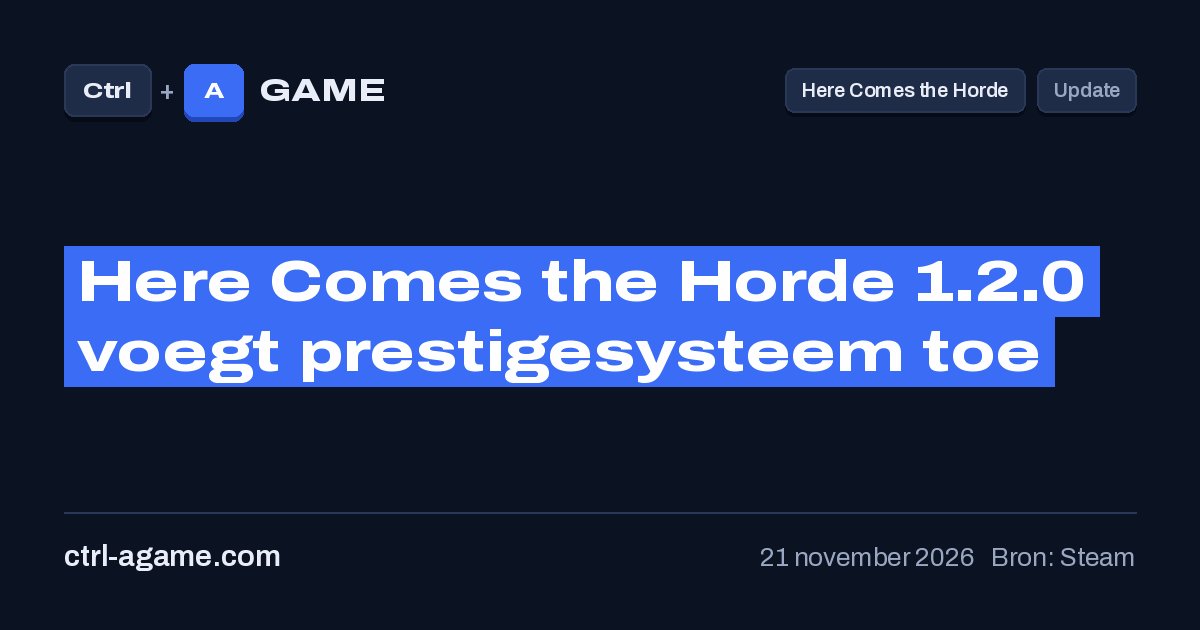 Ctrl + A GAME
Here Comes the Horde Update
Here Comes the Horde 1.2.0
voegt prestigesysteem toe
ctrl-agame.com
21 november 2026 Bron: Steam